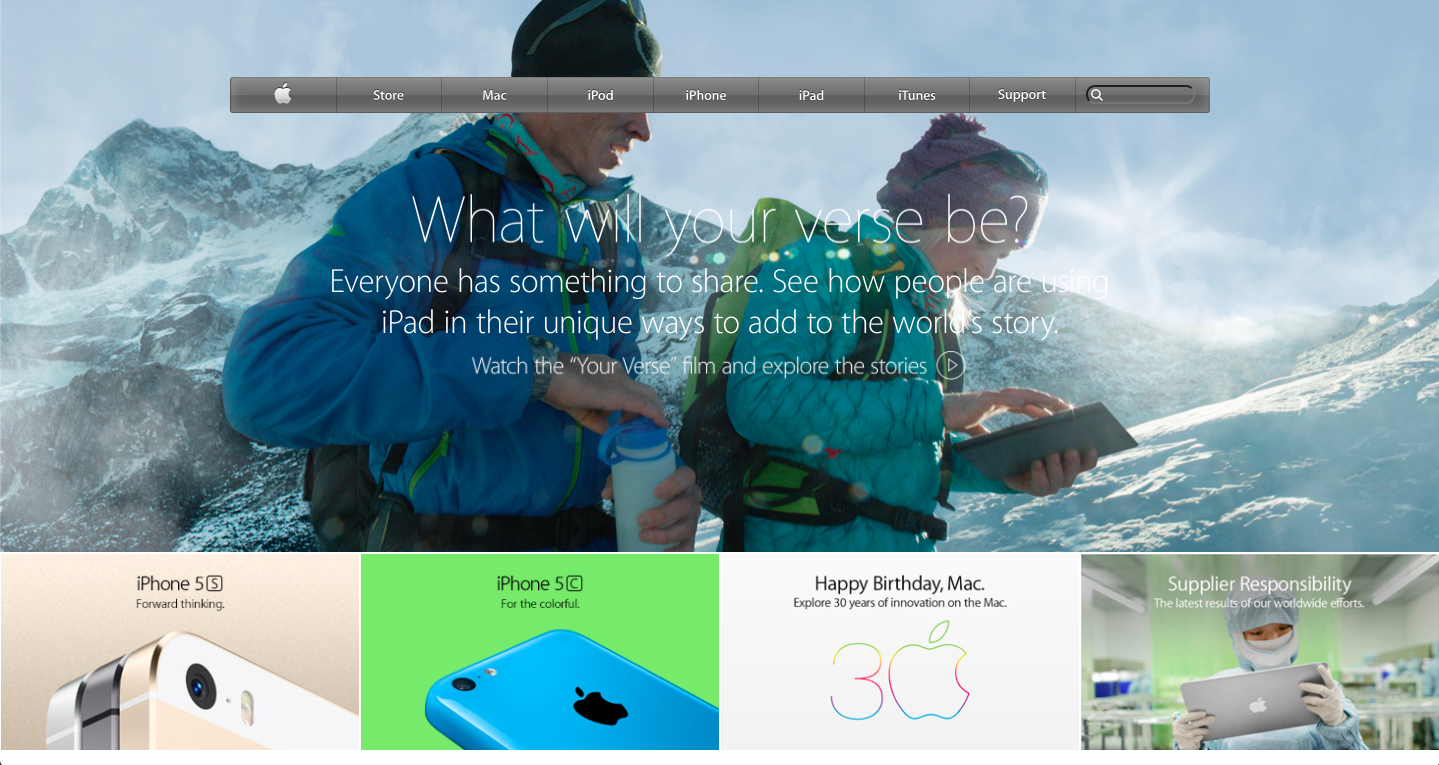 Store
Mac
iPod
iPhone
iPad
iTunes
Support
What will your verse be?
Everyone has something to share. See how people are using
iPad in their unique ways to add to the world's story.
Watch the “Your Verse” film and explore the stories
iPhone 5S
Forward thinking.
iPhone 5C
For the colorful.
Happy Birthday, Mac.
Explore 30 years of innovation on the Mac.
30
Supplier Responsibility
The latest results of our worldwide efforts.